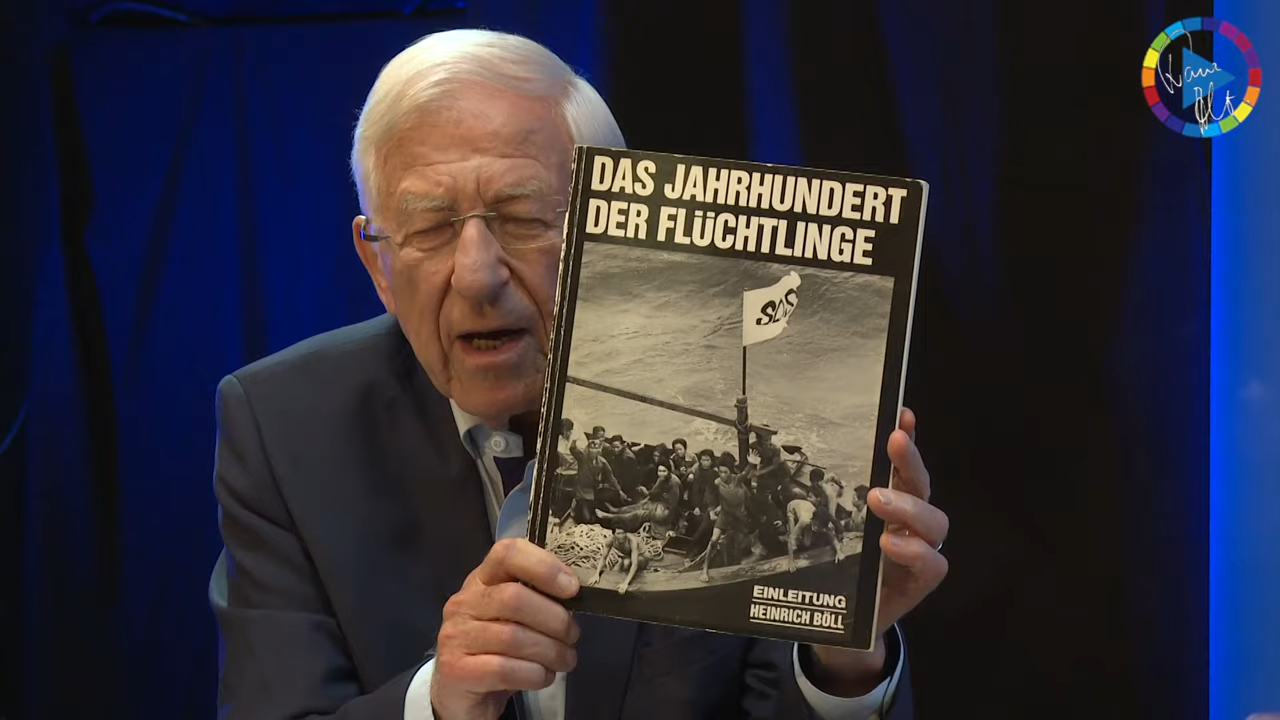 DAS JAHRHUNDERT
DER FLÜCHTLINGE
SOS
EINLEITUNG
HEINRICH BÖLL